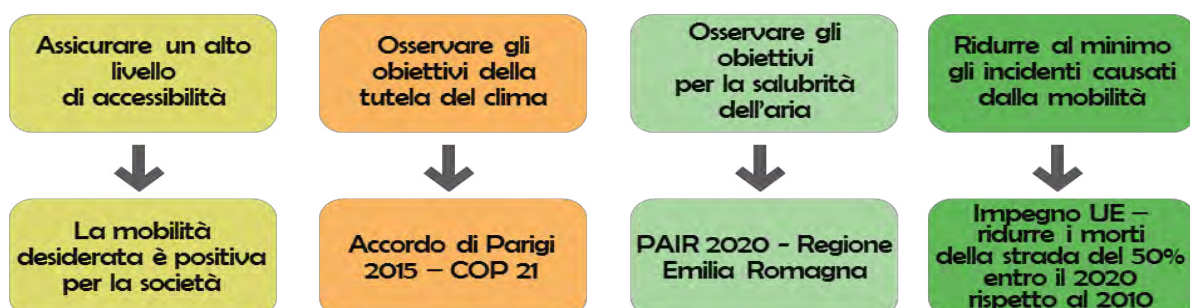 Assicurare un alto
livello
di accessibilità
Osservare gli
obiettivi della
tutela del clima
Osservare gli
obiettivi
per la salubrità
dell'aria
Ridurre al minimo
gli incidenti causati
dalla mobilità
La mobilità
desiderata è positiva
per la società
Accordo di Parigi
2015 – COP 21
PAIR 2020 - Regione
Emilia Romagna
Impegno UE –
ridurre i morti
della strada del 50%
entro il 2020
rispetto al 2010